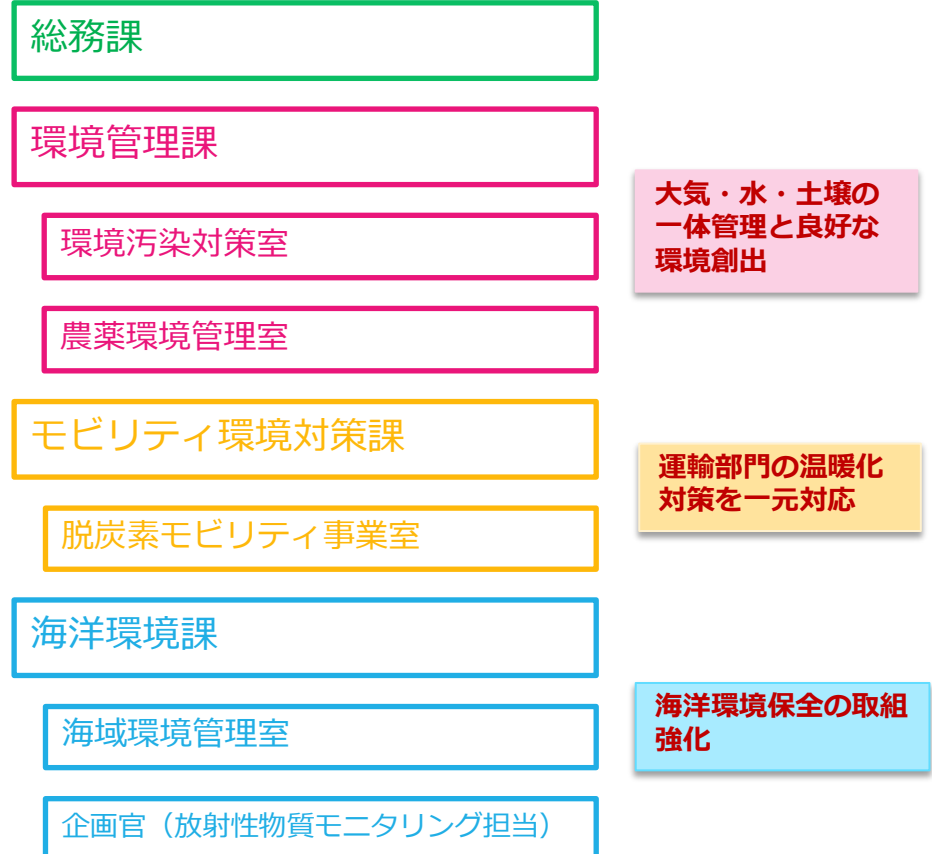 総務課
環境管理課
環境汚染対策室
農薬環境管理室
大気・水・土壌の
一体管理と良好な
環境創出
モビリティ環境対策課
脱炭素モビリティ事業室
運輸部門の温暖化
対策を一元対応
海洋環境課
海域環境管理室
企画官（放射性物質モニタリング担当）
海洋環境保全の取組
強化